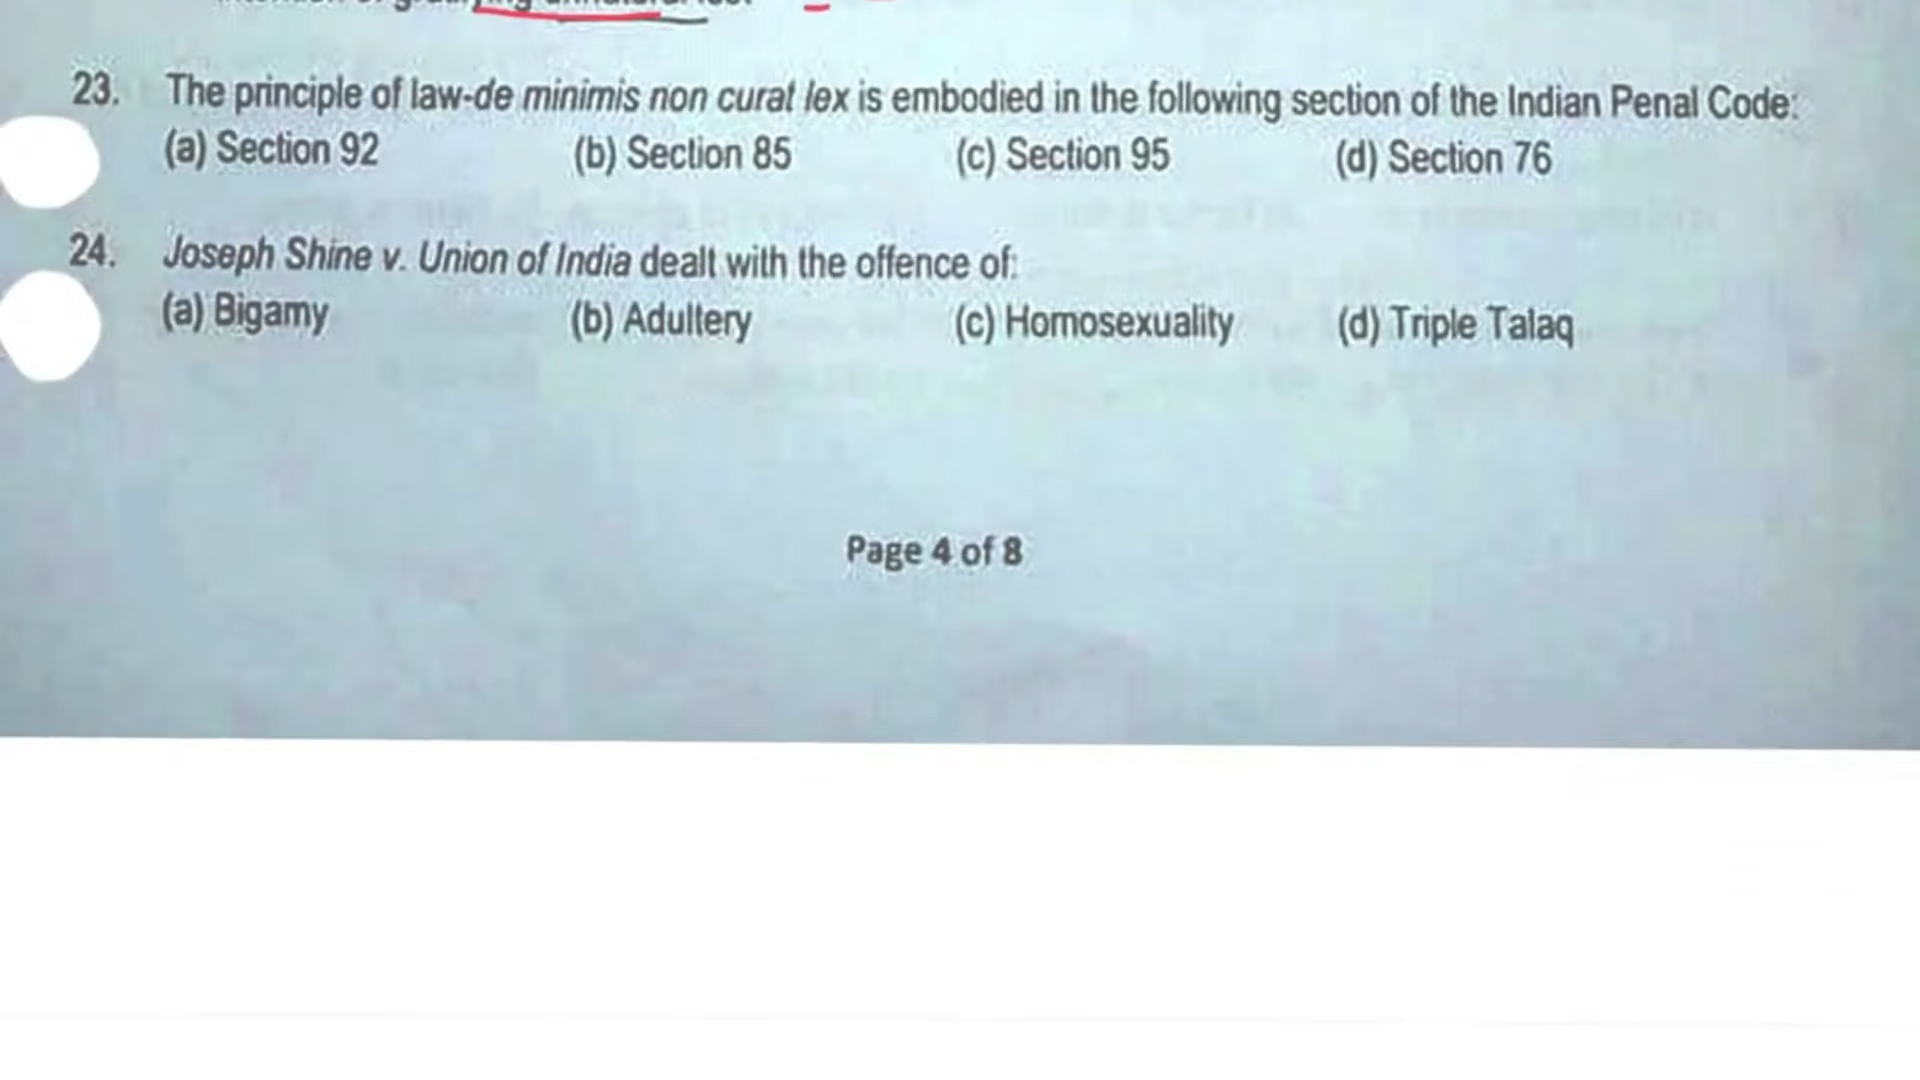 23. The principle of law-de minimis non curat lex is embodied in the following section of the Indian Penal Code:
(a) Section 92 (b) Section 85 (c) Section 95 (d) Section 76
24. Joseph Shine v. Union of India dealt with the offence of:
(a) Bigamy (b) Adultery (c) Homosexuality (d) Triple Talaq
Page 4 of 8